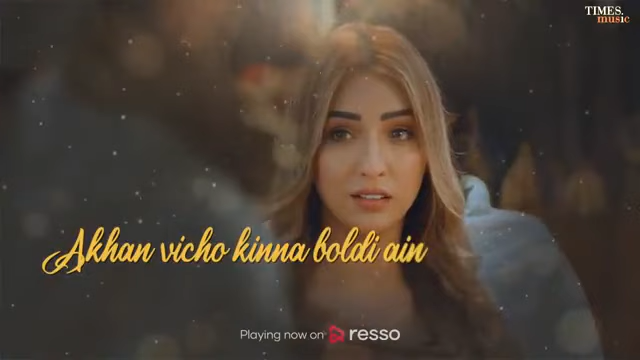 TIMES.
music
Akhan vicho kinna boldi ain
Playing now on resso